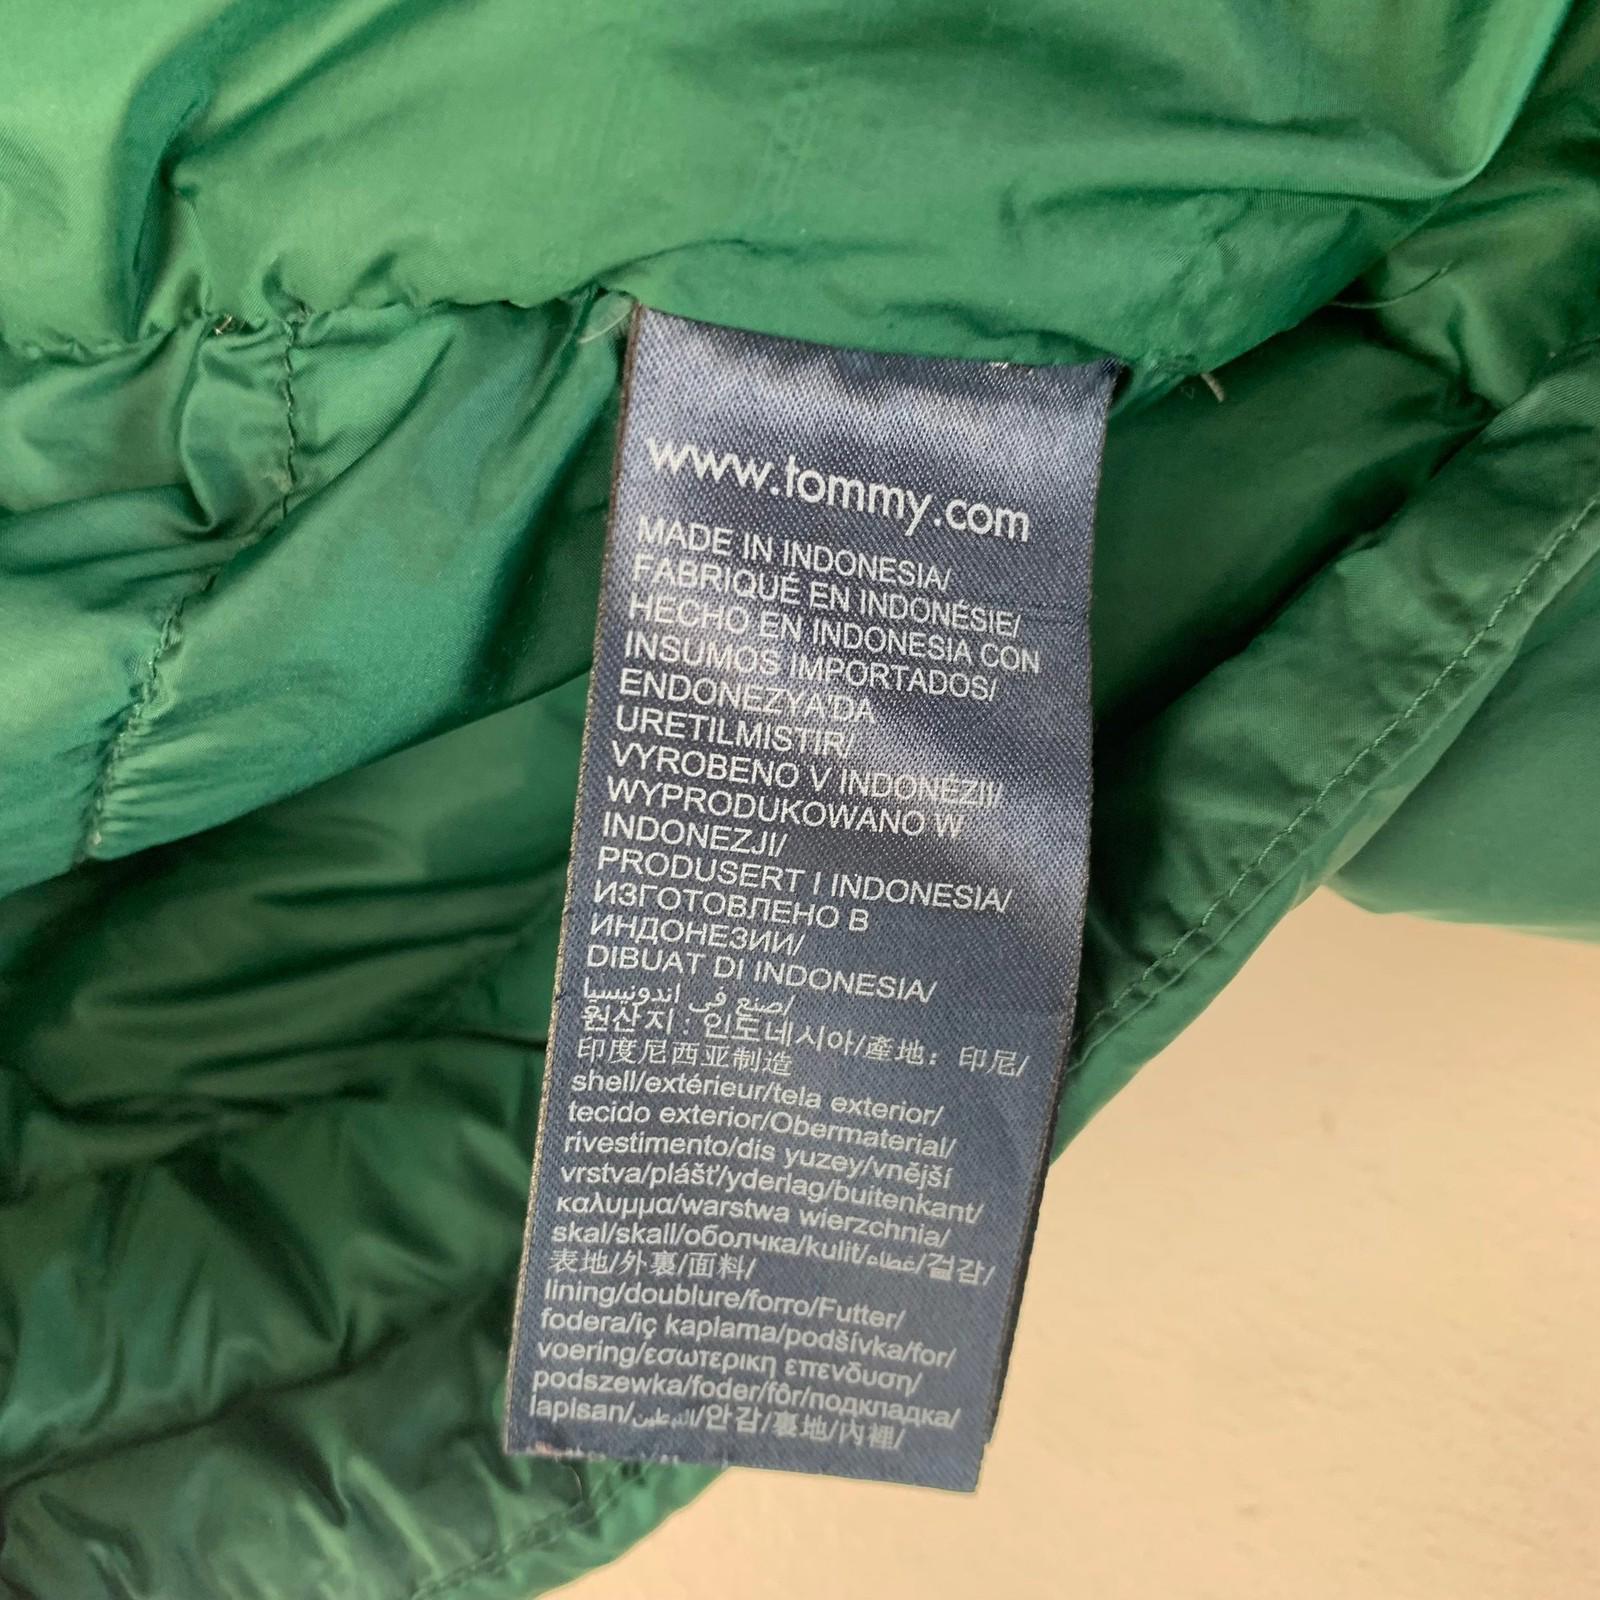 www.tommy.com
MADE IN INDONESIA/
FABRIQUÉ EN INDONÉSIE/
HECHO EN INDONESIA CON
INSUMOS IMPORTADOS/
ENDONEZYA'DA
URETILMISTIR/
VYROBENO V INDONÉZII/
WYPRODUKOWANO W
INDONEZJI/
PRODUSERT I INDONESIA/
ИЗГОТОВЛЕНО В
ИНДОНЕЗИИ/
DIBUAT DI INDONESIA/
صنع في اندونيسيا/
원산지 : 인도네시아/產地：印尼/
印度尼西亚制造
shell/extérieur/tela exterior/
tecido exterior/Obermaterial/
rivestimento/dis yuzey/vnější
vrstva/plášť/yderlag/buitenkant/
καλυμμα/warstwa wierzchnia/
skal/skall/оболчка/kulit/غطاء/겉감/
表地/外裏/面料/
lining/doublure/forro/Futter/
fodera/iç kaplama/podšívka/for/
voering/εσωτερικη επενδυση/
podszewka/foder/fôr/подкладка/
lapisan/안감/裏地/內裡/